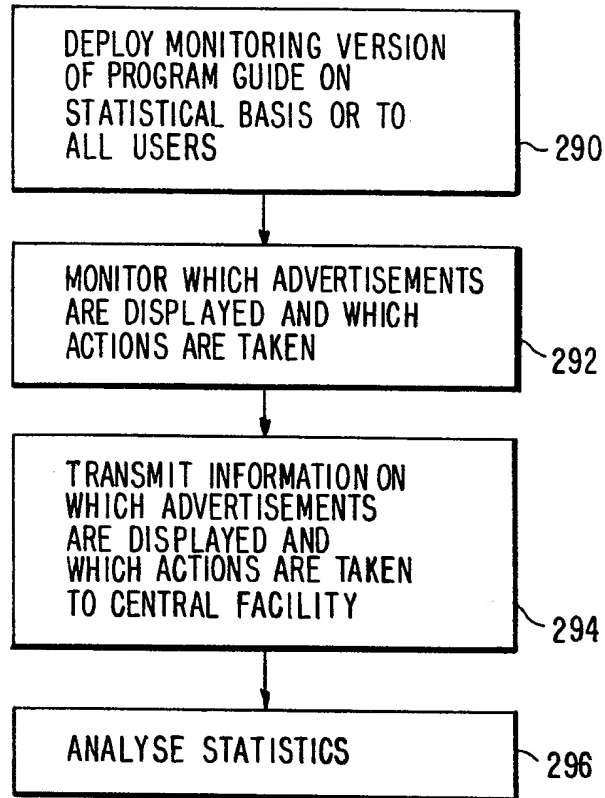 DEPLOY MONITORING VERSION
OF PROGRAM GUIDE ON
STATISTICAL BASIS OR TO
ALL USERS
290
MONITOR WHICH ADVERTISEMENTS
ARE DISPLAYED AND WHICH
ACTIONS ARE TAKEN
292
TRANSMIT INFORMATION ON
WHICH ADVERTISEMENTS
ARE DISPLAYED AND
WHICH ACTIONS ARE TAKEN
TO CENTRAL FACILITY
294
ANALYSE STATISTICS
296